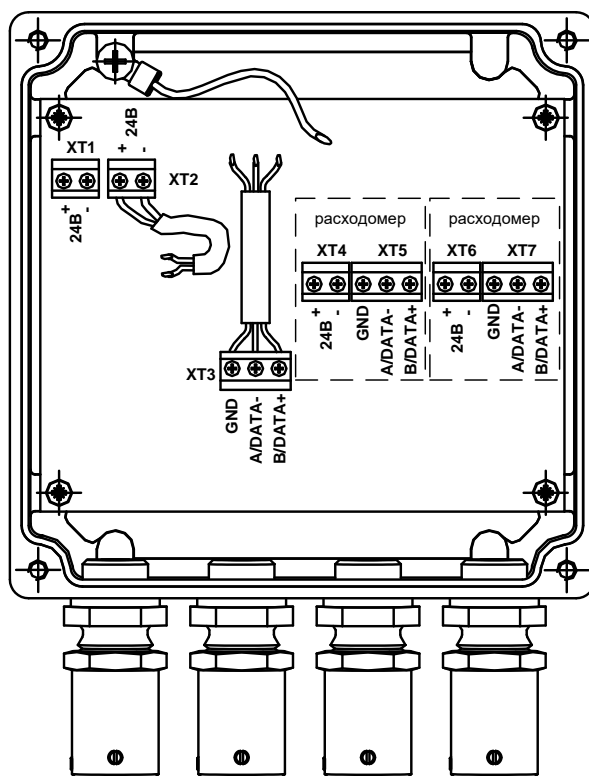 XT1
+
24В
-
+
24В
-
XT2
расходомер
XT4
XT5
+
24В
-
GND
A/DATA-
B/DATA+
расходомер
XT6
XT7
+
24В
-
GND
A/DATA-
B/DATA+
XT3
GND
A/DATA-
B/DATA+